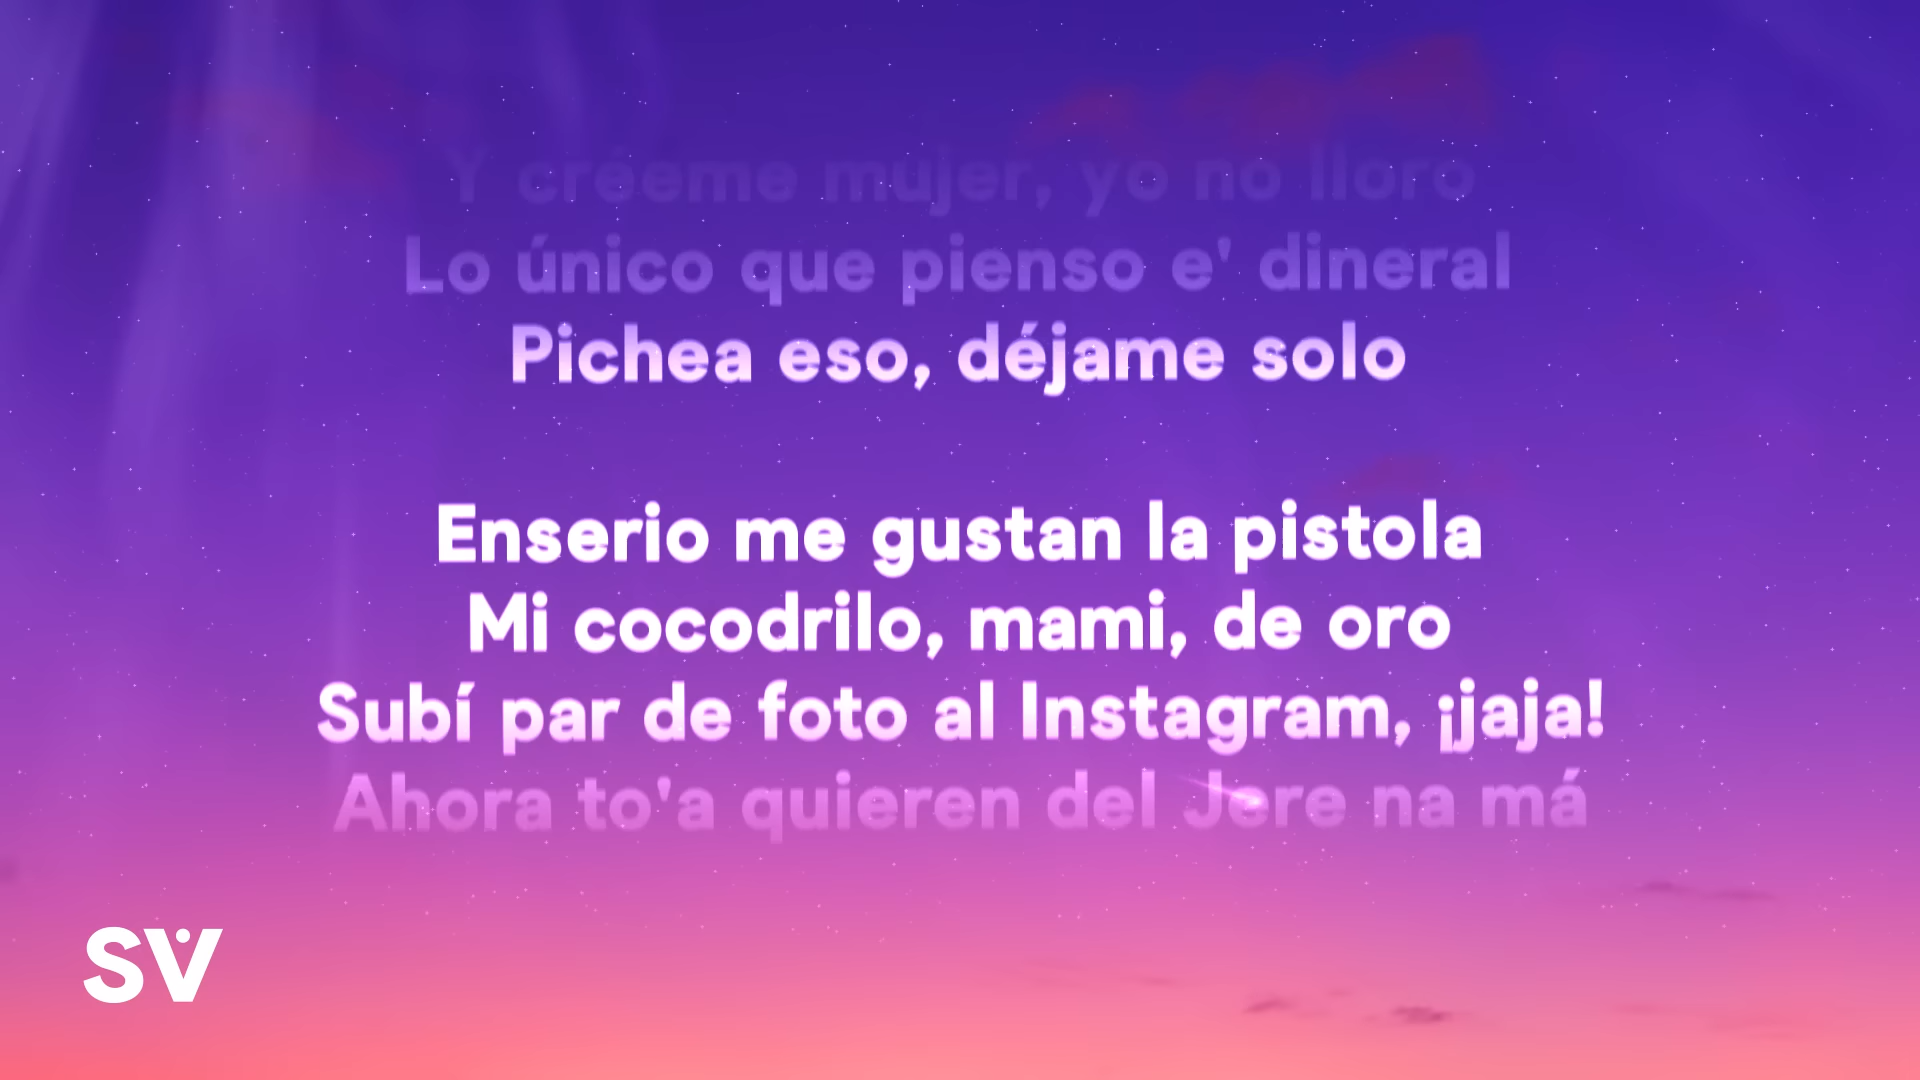 Y créeme mujer, yo no lloro
Lo único que pienso e' dineral
Pichea eso, déjame solo
Enserio me gustan la pistola
Mi cocodrilo, mami, de oro
Subí par de foto al Instagram, ¡jaja!
Ahora to'a quieren del Jere na má
SV